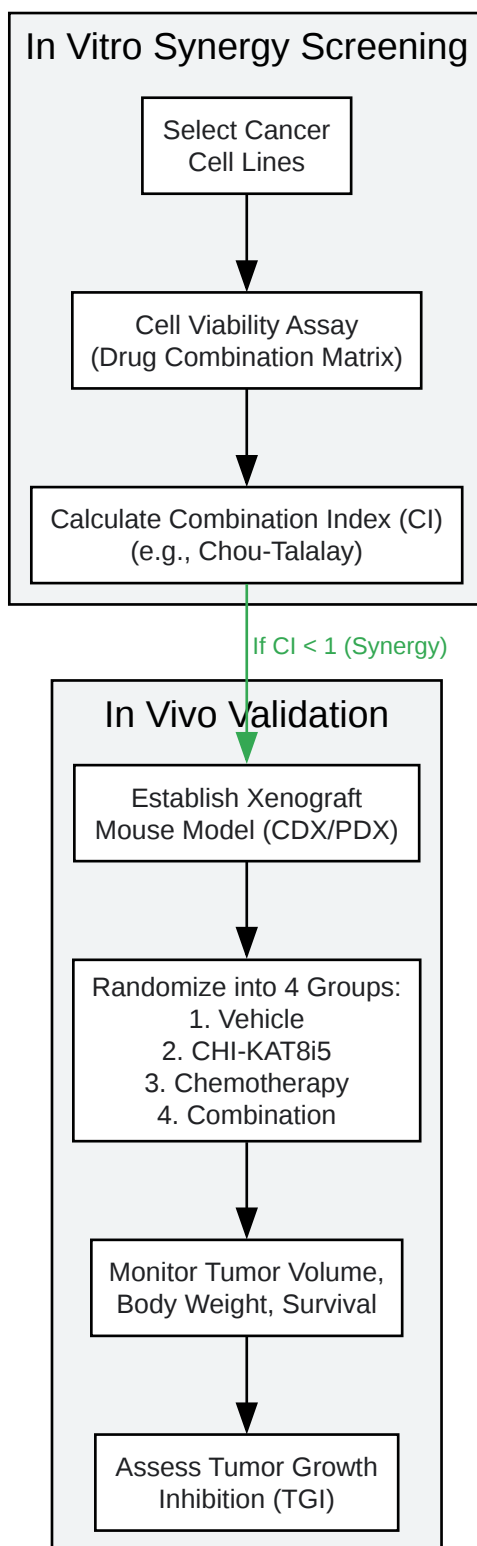 In Vitro Synergy Screening
Select Cancer
Cell Lines
Cell Viability Assay
(Drug Combination Matrix)
Calculate Combination Index (CI)
(e.g., Chou-Talalay)
If CI < 1 (Synergy)
In Vivo Validation
Establish Xenograft
Mouse Model (CDX/PDX)
Randomize into 4 Groups:
1. Vehicle
2. CHI-KAT8i5
3. Chemotherapy
4. Combination
Monitor Tumor Volume,
Body Weight, Survival
Assess Tumor Growth
Inhibition (TGI)